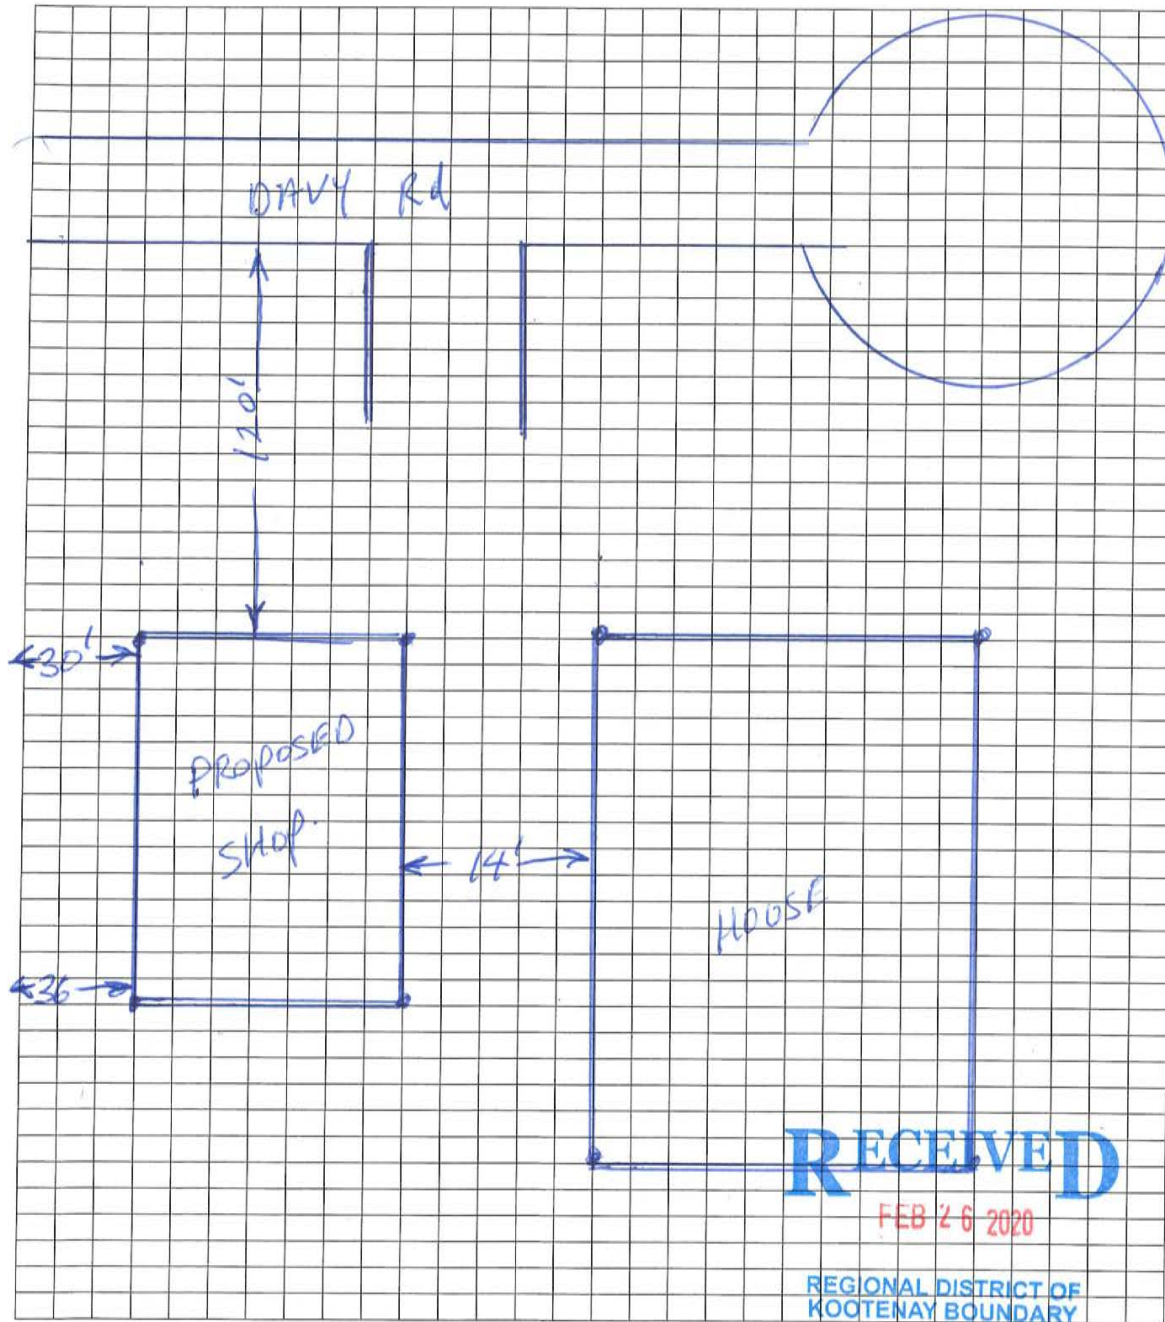 DAVY Rd
120'
30'
PROPOSED
SHOP.
14'
HOUSE
36
RECEIVED
FEB 26 2020
REGIONAL DISTRICT OF
KOOTENAY BOUNDARY